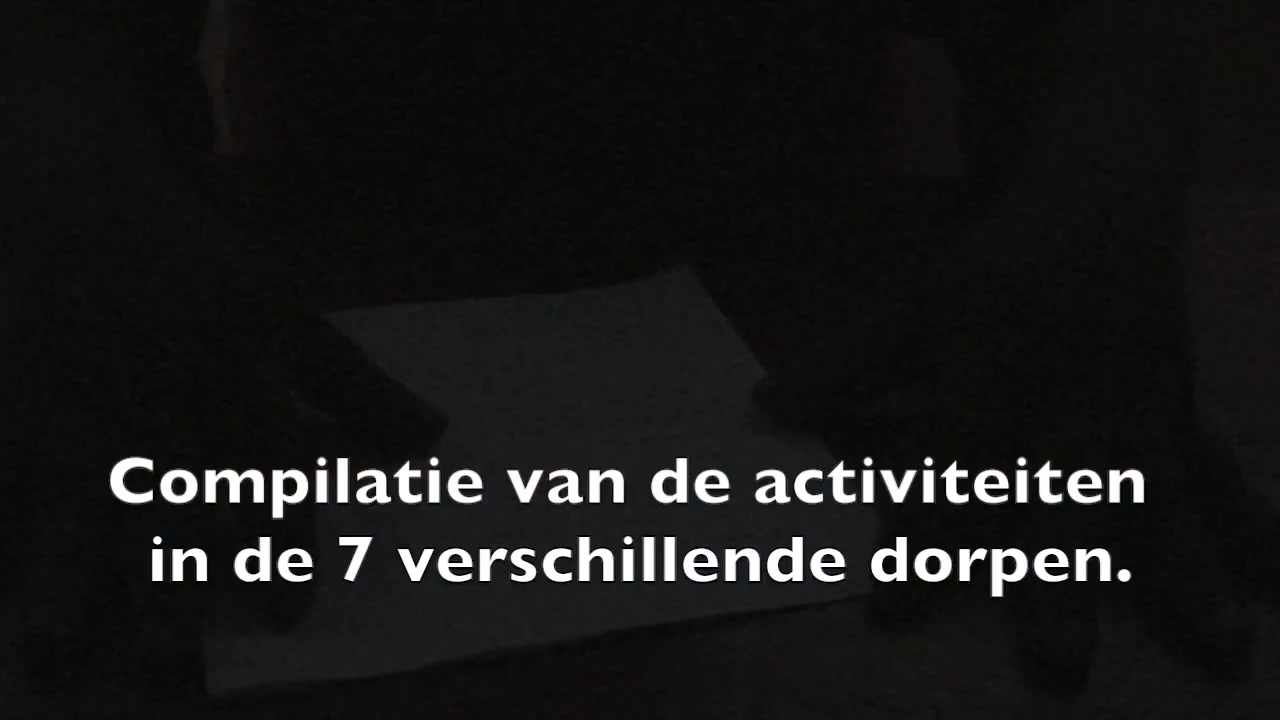 Compilatie van de activiteiten
in de 7 verschillende dorpen.